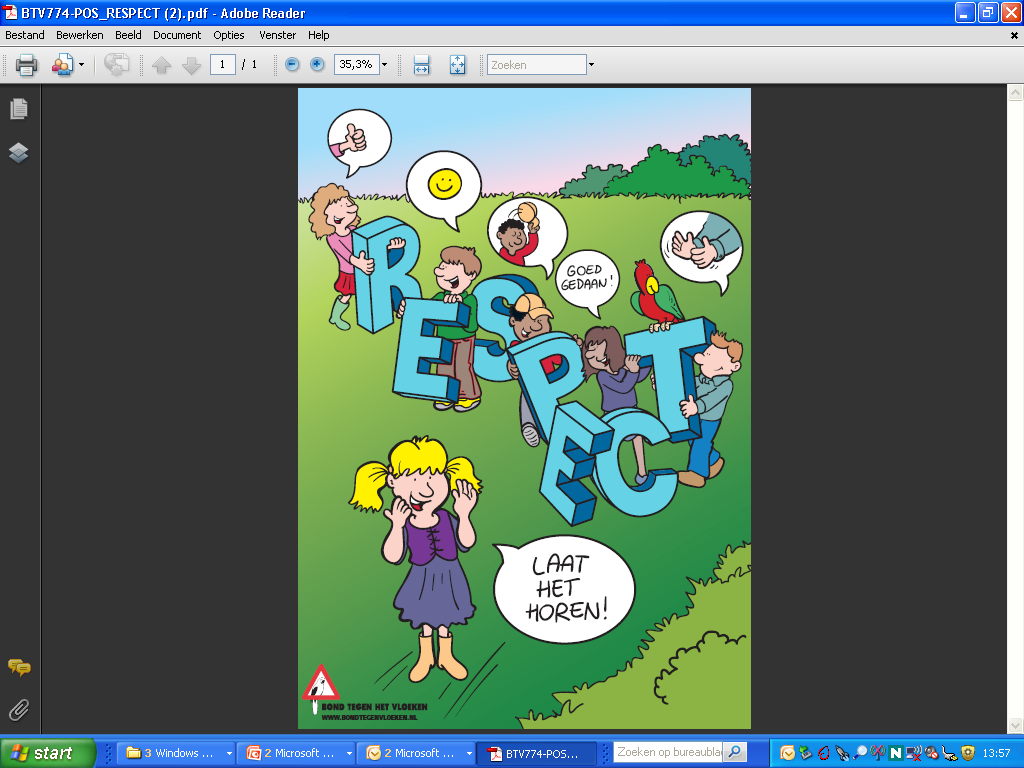 BTV774-POS_RESPECT (2).pdf - Adobe Reader
Bestand Bewerken Beeld Document Opties Venster Help
1 / 1 35,3% Zoeken
GOED
GEDAAN!
RESPECT
LAAT
HET
HOREN!
BOND TEGEN HET VLOEKEN
WWW.BONDTEGENVLOEKEN.NL
start 3 Windows ... 2 Microsoft ... 2 Microsoft ... BTV774-POS... Zoeken op bureaubla N 13:57